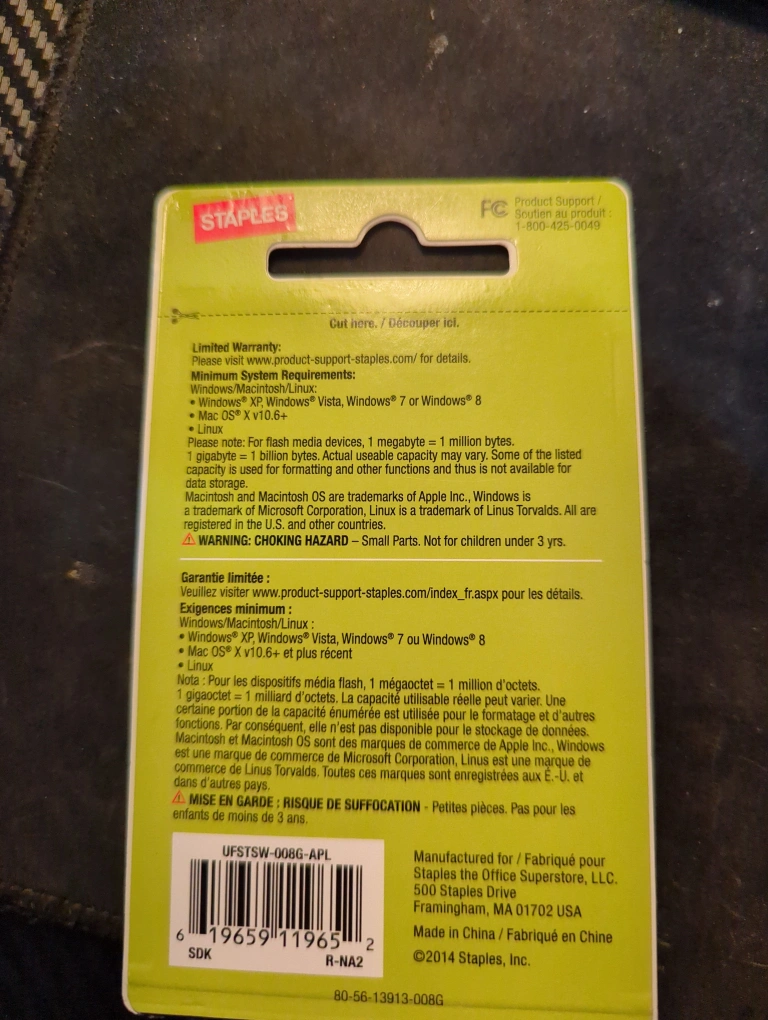 STAPLES
FC Product Support /
Soutien au produit :
1-800-425-0049
Cut here. / Découper ici.
Limited Warranty:
Please visit www.product-support-staples.com/ for details.
Minimum System Requirements:
Windows/Macintosh/Linux:
• Windows® XP, Windows® Vista, Windows® 7 or Windows® 8
• Mac OS® X v10.6+
• Linux
Please note: For flash media devices, 1 megabyte = 1 million bytes.
1 gigabyte = 1 billion bytes. Actual useable capacity may vary. Some of the listed
capacity is used for formatting and other functions and thus is not available for
data storage.
Macintosh and Macintosh OS are trademarks of Apple Inc., Windows is
a trademark of Microsoft Corporation, Linux is a trademark of Linus Torvalds. All are
registered in the U.S. and other countries.
⚠ WARNING: CHOKING HAZARD – Small Parts. Not for children under 3 yrs.
Garantie limitée :
Veuillez visiter www.product-support-staples.com/index_fr.aspx pour les détails.
Exigences minimum :
Windows/Macintosh/Linux :
• Windows® XP, Windows® Vista, Windows® 7 ou Windows® 8
• Mac OS® X v10.6+ et plus récent
• Linux
Nota : Pour les dispositifs média flash, 1 mégaoctet = 1 million d'octets.
1 gigaoctet = 1 milliard d'octets. La capacité utilisable réelle peut varier. Une
certaine portion de la capacité énumérée est utilisée pour le formatage et d'autres
fonctions. Par conséquent, elle n'est pas disponible pour le stockage de données.
Macintosh et Macintosh OS sont des marques de commerce de Apple Inc., Windows
est une marque de commerce de Microsoft Corporation, Linus est une marque de
commerce de Linus Torvalds. Toutes ces marques sont enregistrées aux É.-U. et
dans d'autres pays.
⚠ MISE EN GARDE : RISQUE DE SUFFOCATION - Petites pièces. Pas pour les
enfants de moins de 3 ans.
UFSTSW-008G-APL
6 19659 11965 2
SDK R-NA2
Manufactured for / Fabriqué pour
Staples the Office Superstore, LLC.
500 Staples Drive
Framingham, MA 01702 USA
Made in China / Fabriqué en Chine
©2014 Staples, Inc.
80-56-13913-008G